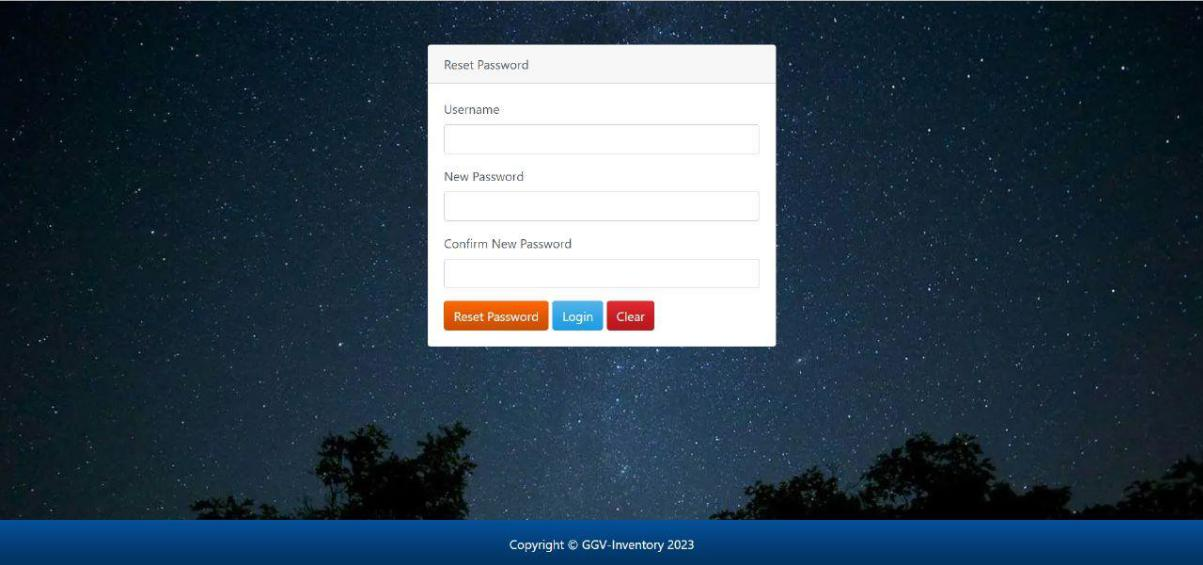 Reset Password
Username
New Password
Confirm New Password
Reset Password Login Clear
Copyright © GGV-Inventory 2023